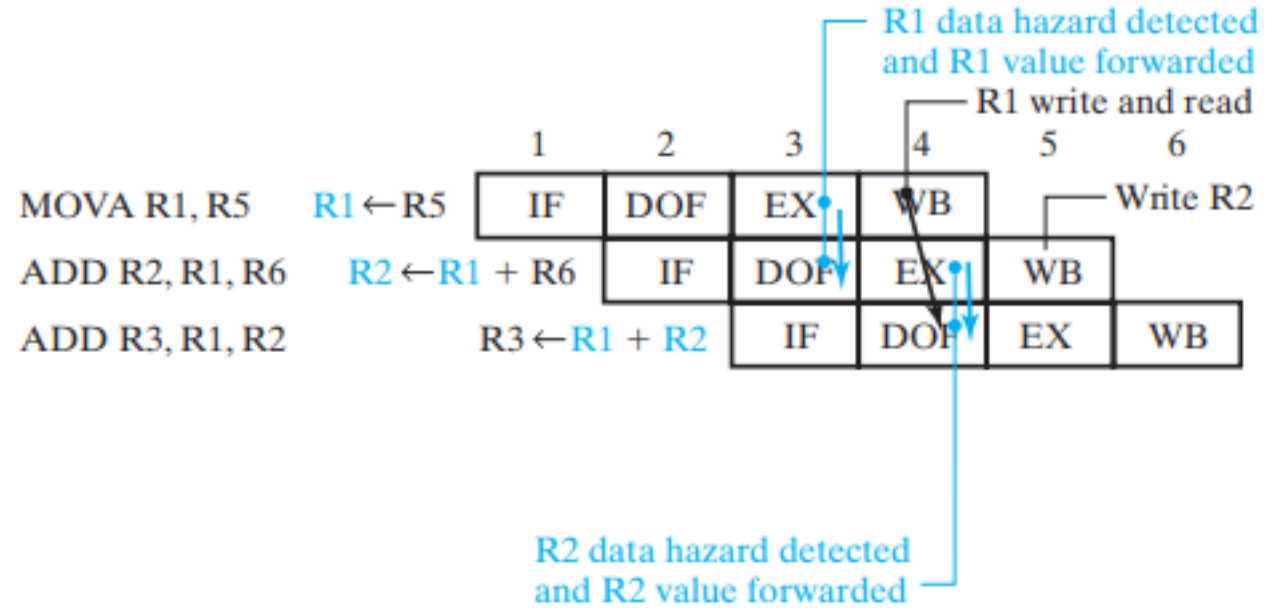 R1 data hazard detected
and R1 value forwarded
R1 write and read
1 2 3 4 5 6
MOVA R1, R5 R1 ← R5 IF DOF EX WB Write R2
ADD R2, R1, R6 R2 ← R1 + R6 IF DOF EX WB
ADD R3, R1, R2 R3 ← R1 + R2 IF DOF EX WB
R2 data hazard detected
and R2 value forwarded